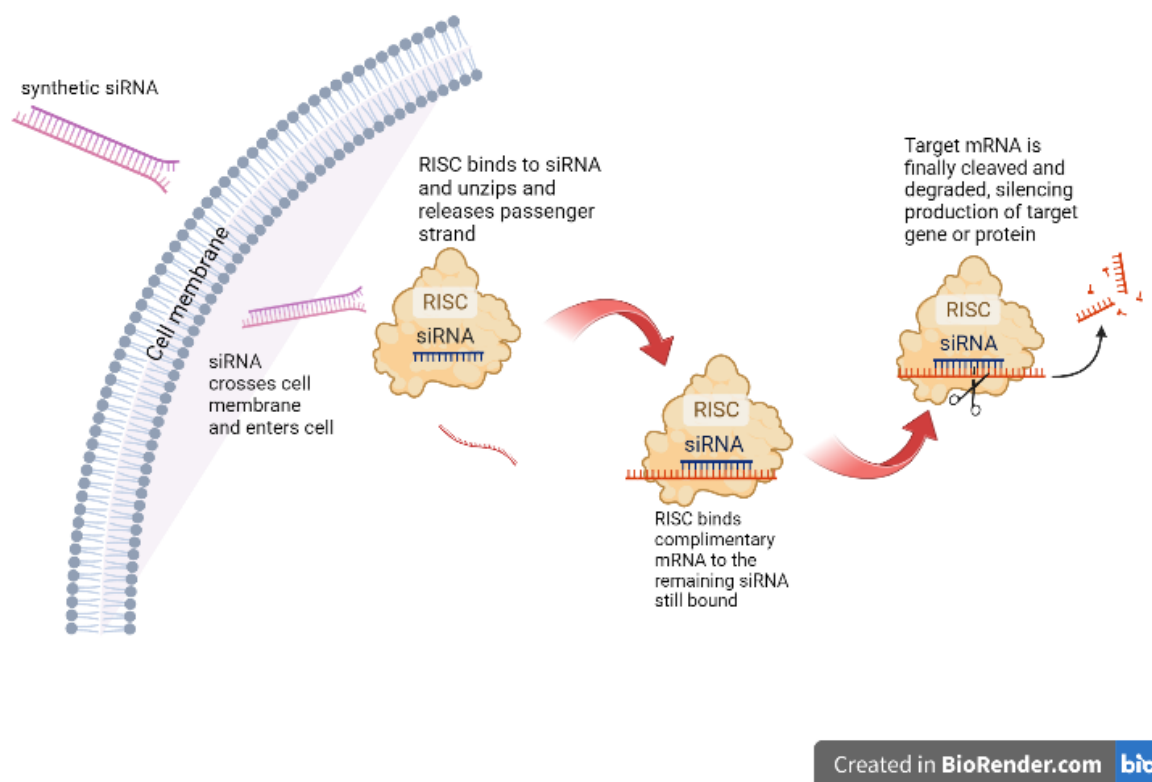 synthetic siRNA
Cell membrane
siRNA
crosses cell
membrane
and enters cell
RISC binds to siRNA
and unzips and
releases passenger
strand
RISC
siRNA
RISC
siRNA
RISC binds
complimentary
mRNA to the
remaining siRNA
still bound
Target mRNA is
finally cleaved and
degraded, silencing
production of target
gene or protein
RISC
siRNA
Created in BioRender.com bio